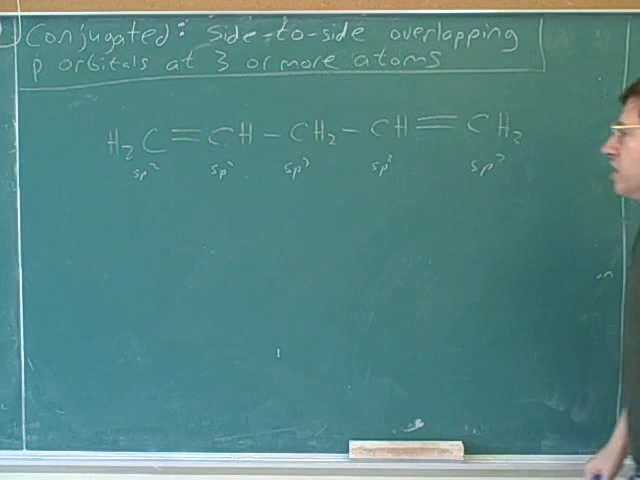 Conjugated: Side-to-side overlapping
p orbitals at 3 or more atoms
H₂C=CH-CH₂-CH=CH₂
sp² sp² sp³ sp² sp²